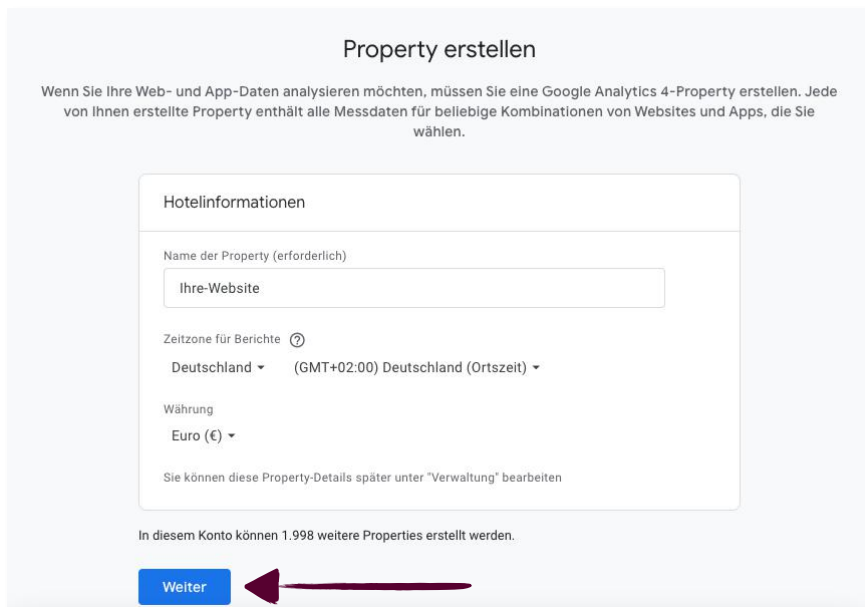 Property erstellen
Wenn Sie Ihre Web- und App-Daten analysieren möchten, müssen Sie eine Google Analytics 4-Property erstellen. Jede
von Ihnen erstellte Property enthält alle Messdaten für beliebige Kombinationen von Websites und Apps, die Sie
wählen.
Hotelinformationen
Name der Property (erforderlich)
Ihre-Website
Zeitzone für Berichte ?
Deutschland (GMT+02:00) Deutschland (Ortszeit)
Währung
Euro (€)
Sie können diese Property-Details später unter "Verwaltung" bearbeiten
In diesem Konto können 1.998 weitere Properties erstellt werden.
Weiter